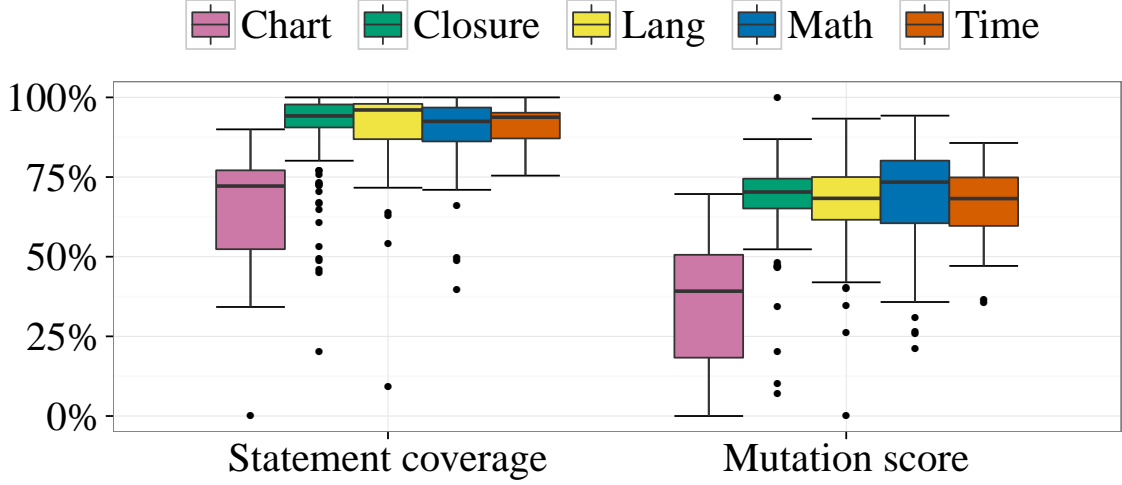 Chart Closure Lang Math Time
100%
75%
50%
25%
0%
Statement coverage Mutation score